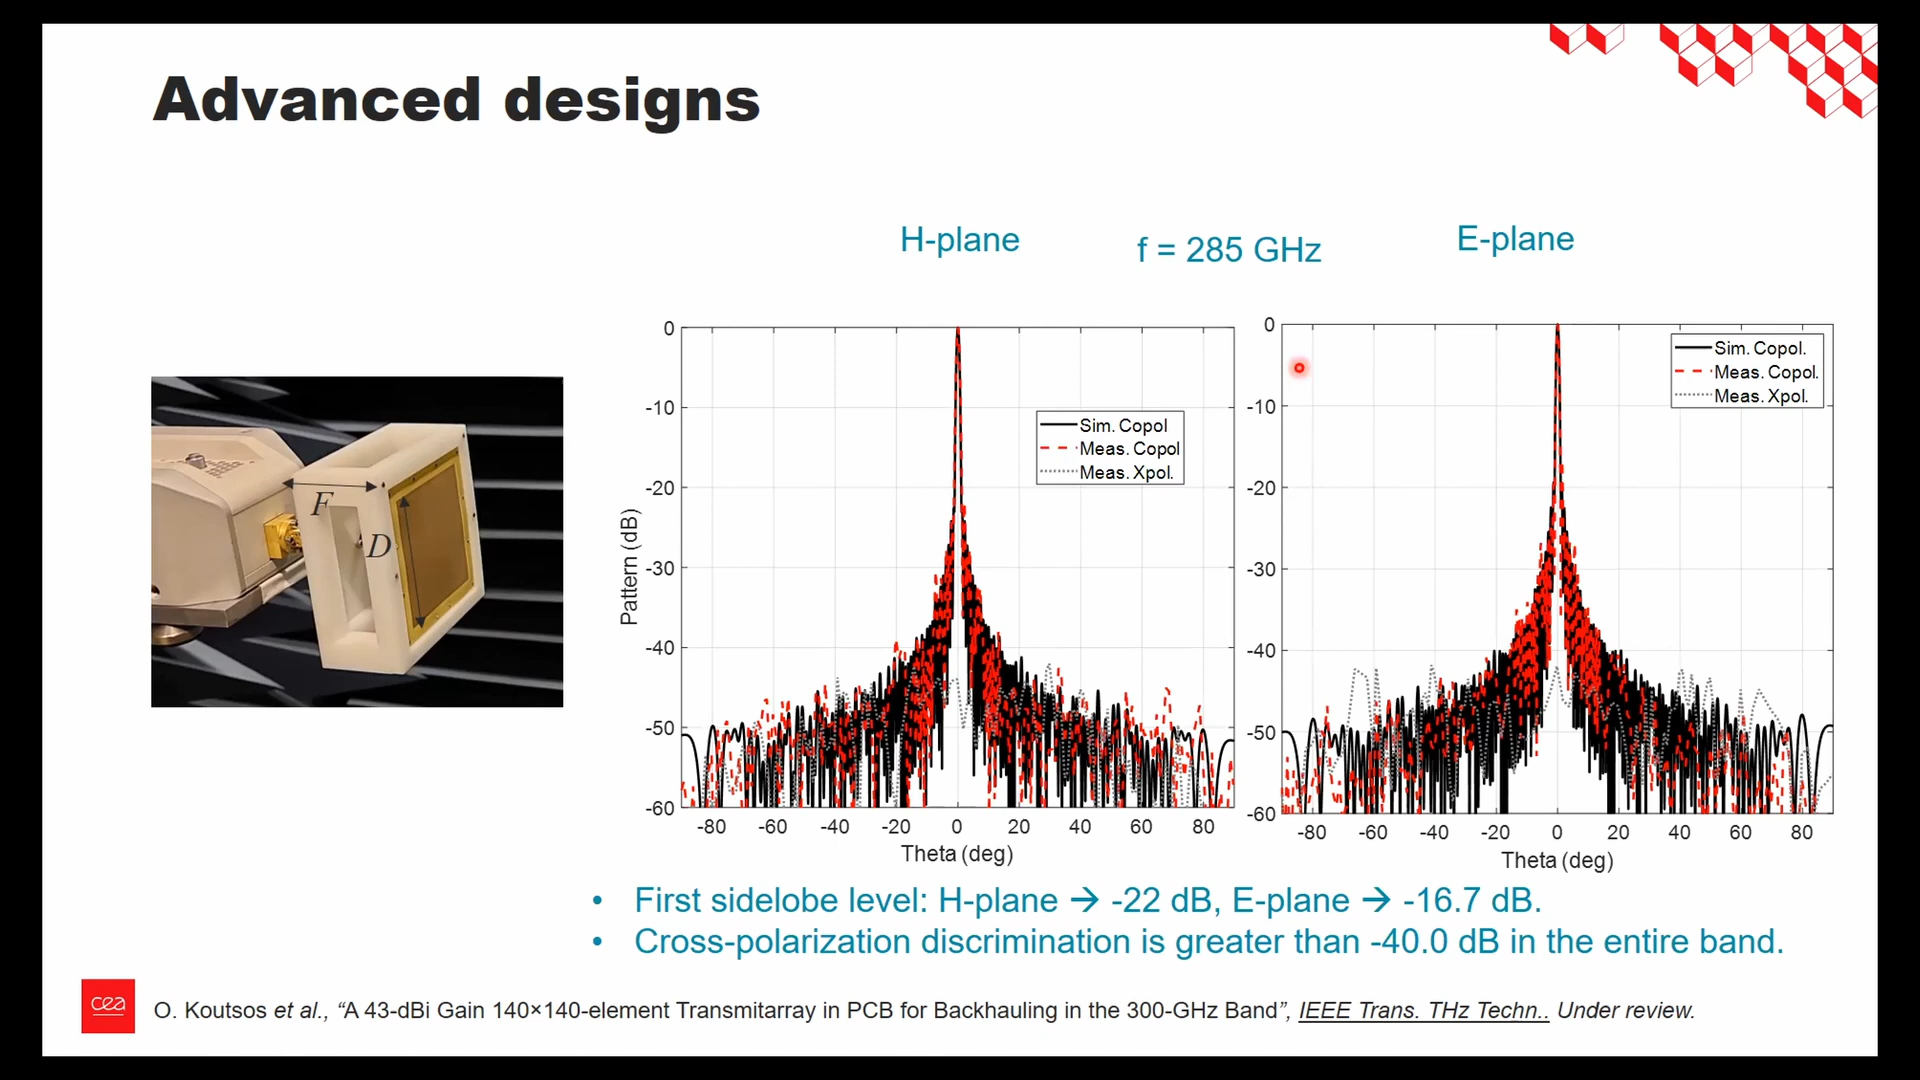 Advanced designs
H-plane
f = 285 GHz
E-plane
F
D
Pattern (dB)
0
-10
-20
-30
-40
-50
-60
-80 -60 -40 -20 0 20 40 60 80
Theta (deg)
Sim. Copol
Meas. Copol
Meas. Xpol.
0
-10
-20
-30
-40
-50
-60
-80 -60 -40 -20 0 20 40 60 80
Theta (deg)
Sim. Copol.
Meas. Copol.
Meas. Xpol.
• First sidelobe level: H-plane → -22 dB, E-plane → -16.7 dB.
• Cross-polarization discrimination is greater than -40.0 dB in the entire band.
cea
O. Koutsos et al., “A 43-dBi Gain 140×140-element Transmitarray in PCB for Backhauling in the 300-GHz Band”, IEEE Trans. THz Techn.. Under review.